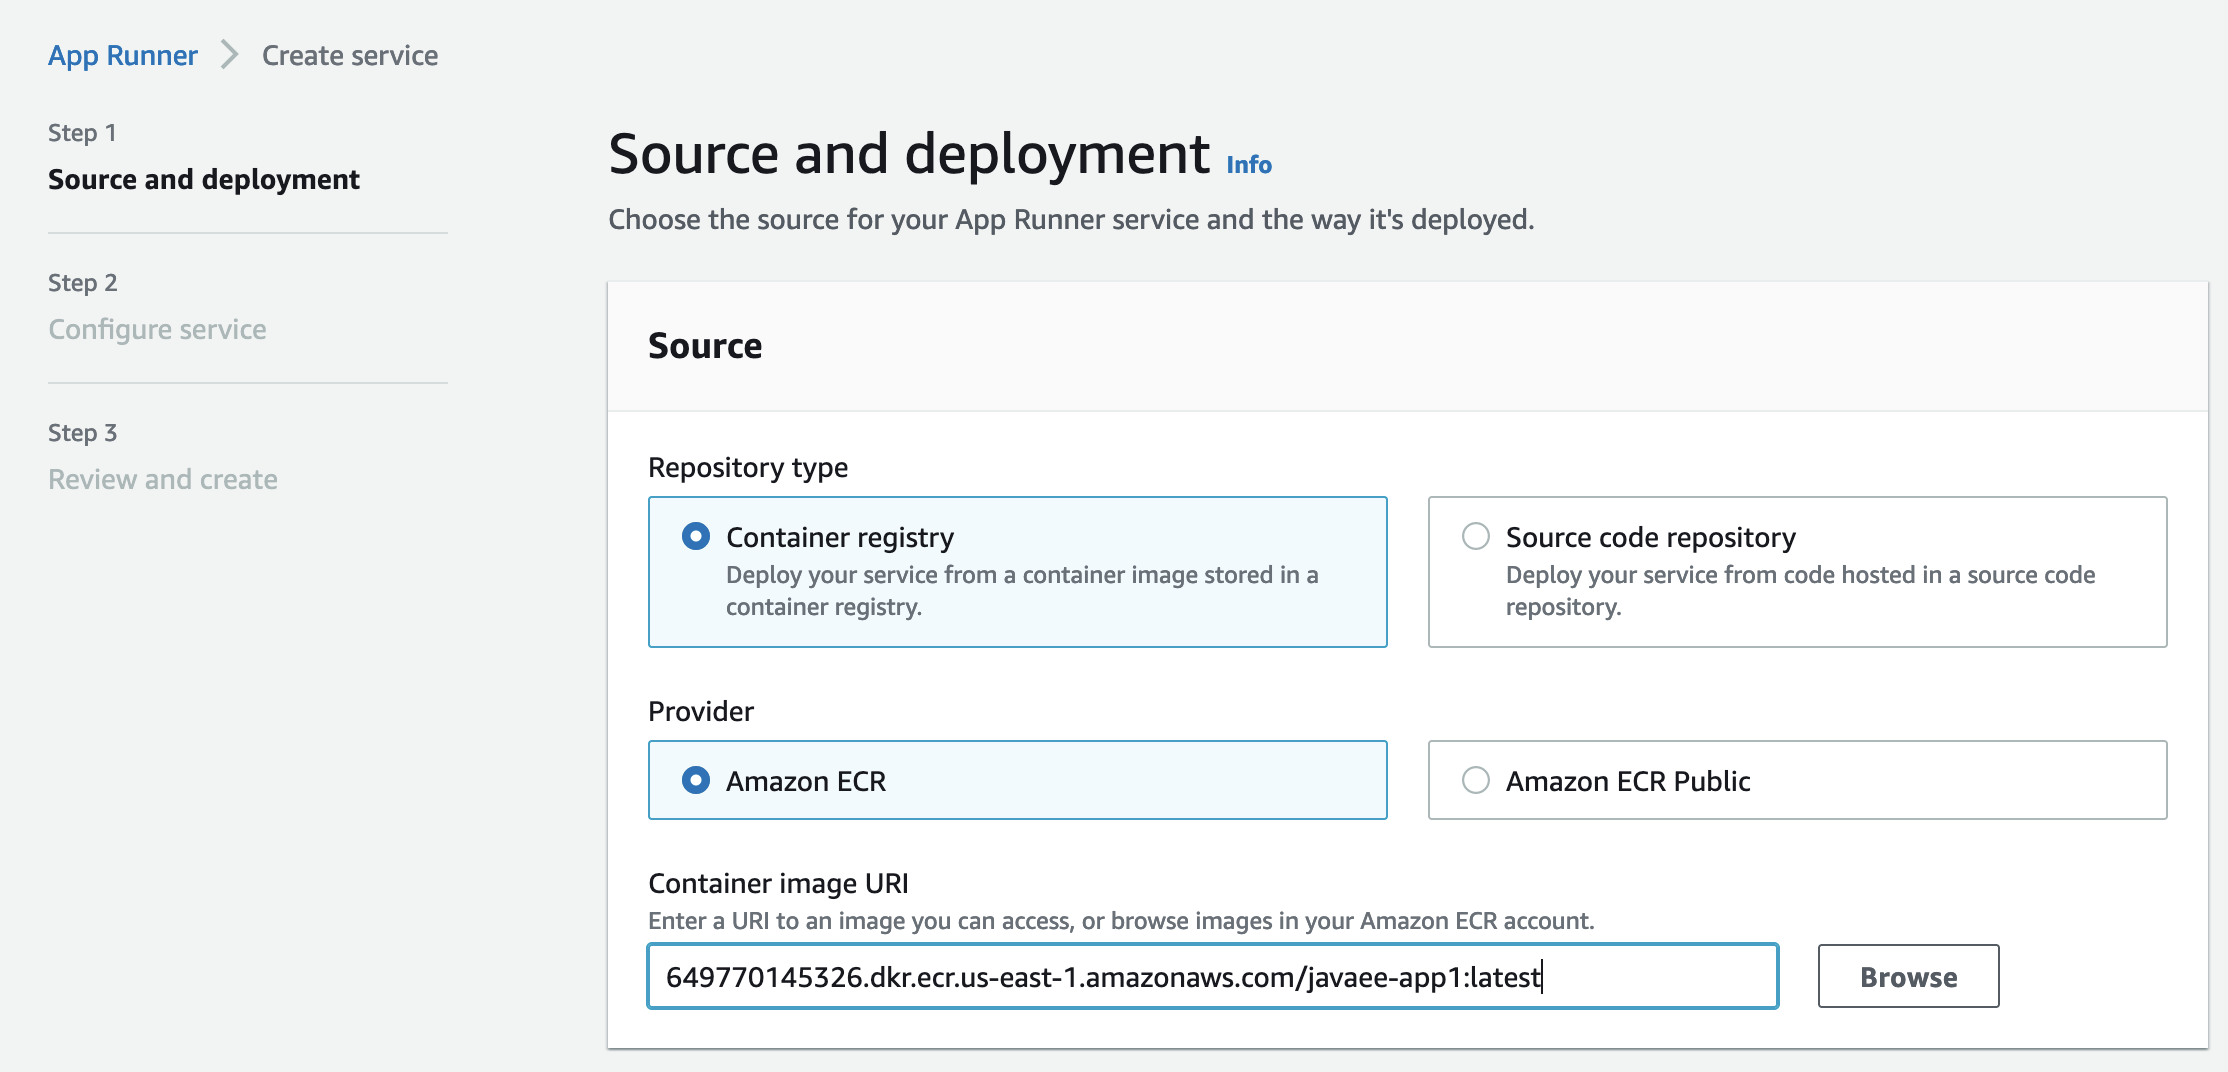 App Runner
Create service
Step 1
Source and deployment
Step 2
Configure service
Step 3
Review and create
Source and deployment Info
Choose the source for your App Runner service and the way it's deployed.
Source
Repository type
Container registry
Deploy your service from a container image stored in a
container registry.
Source code repository
Deploy your service from code hosted in a source code
repository.
Provider
Amazon ECR
Amazon ECR Public
Container image URI
Enter a URI to an image you can access, or browse images in your Amazon ECR account.
649770145326.dkr.ecr.us-east-1.amazonaws.com/javaee-app1:latest
Browse